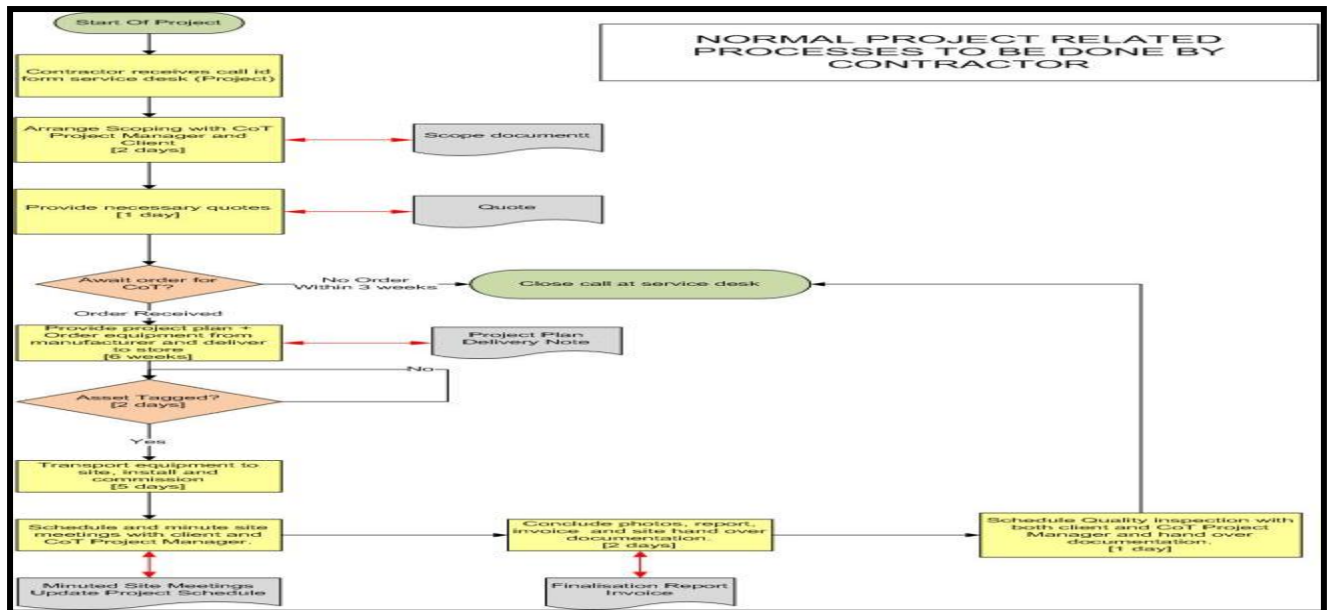 Start Of Project
NORMAL PROJECT RELATED
PROCESSES TO BE DONE BY
CONTRACTOR
Contractor receives call id
form service desk (Project)
Arrange Scoping with CoT
Project Manager and
Client
[2 days]
Scope documentt
Provide necessary quotes
[1 day]
Quote
Await order for
CoT?
No Order
Within 3 weeks
Close call at service desk
Order Received
Provide project plan +
Order equipment from
manufacturer and deliver
to store
[6 weeks]
Project Plan
Delivery Note
No
Asset Tagged?
[2 days]
Yes
Transport equipment to
site, install and
commission
[5 days]
Schedule and minute site
meetings with client and
CoT Project Manager.
Conclude photos, report,
invoice and site hand over
documentation.
[2 days]
Schedule Quality inspection with
both client and CoT Project
Manager and hand over
documentation.
[1 day]
Minuted Site Meetings
Update Project Schedule
Finalisation Report
Invoice